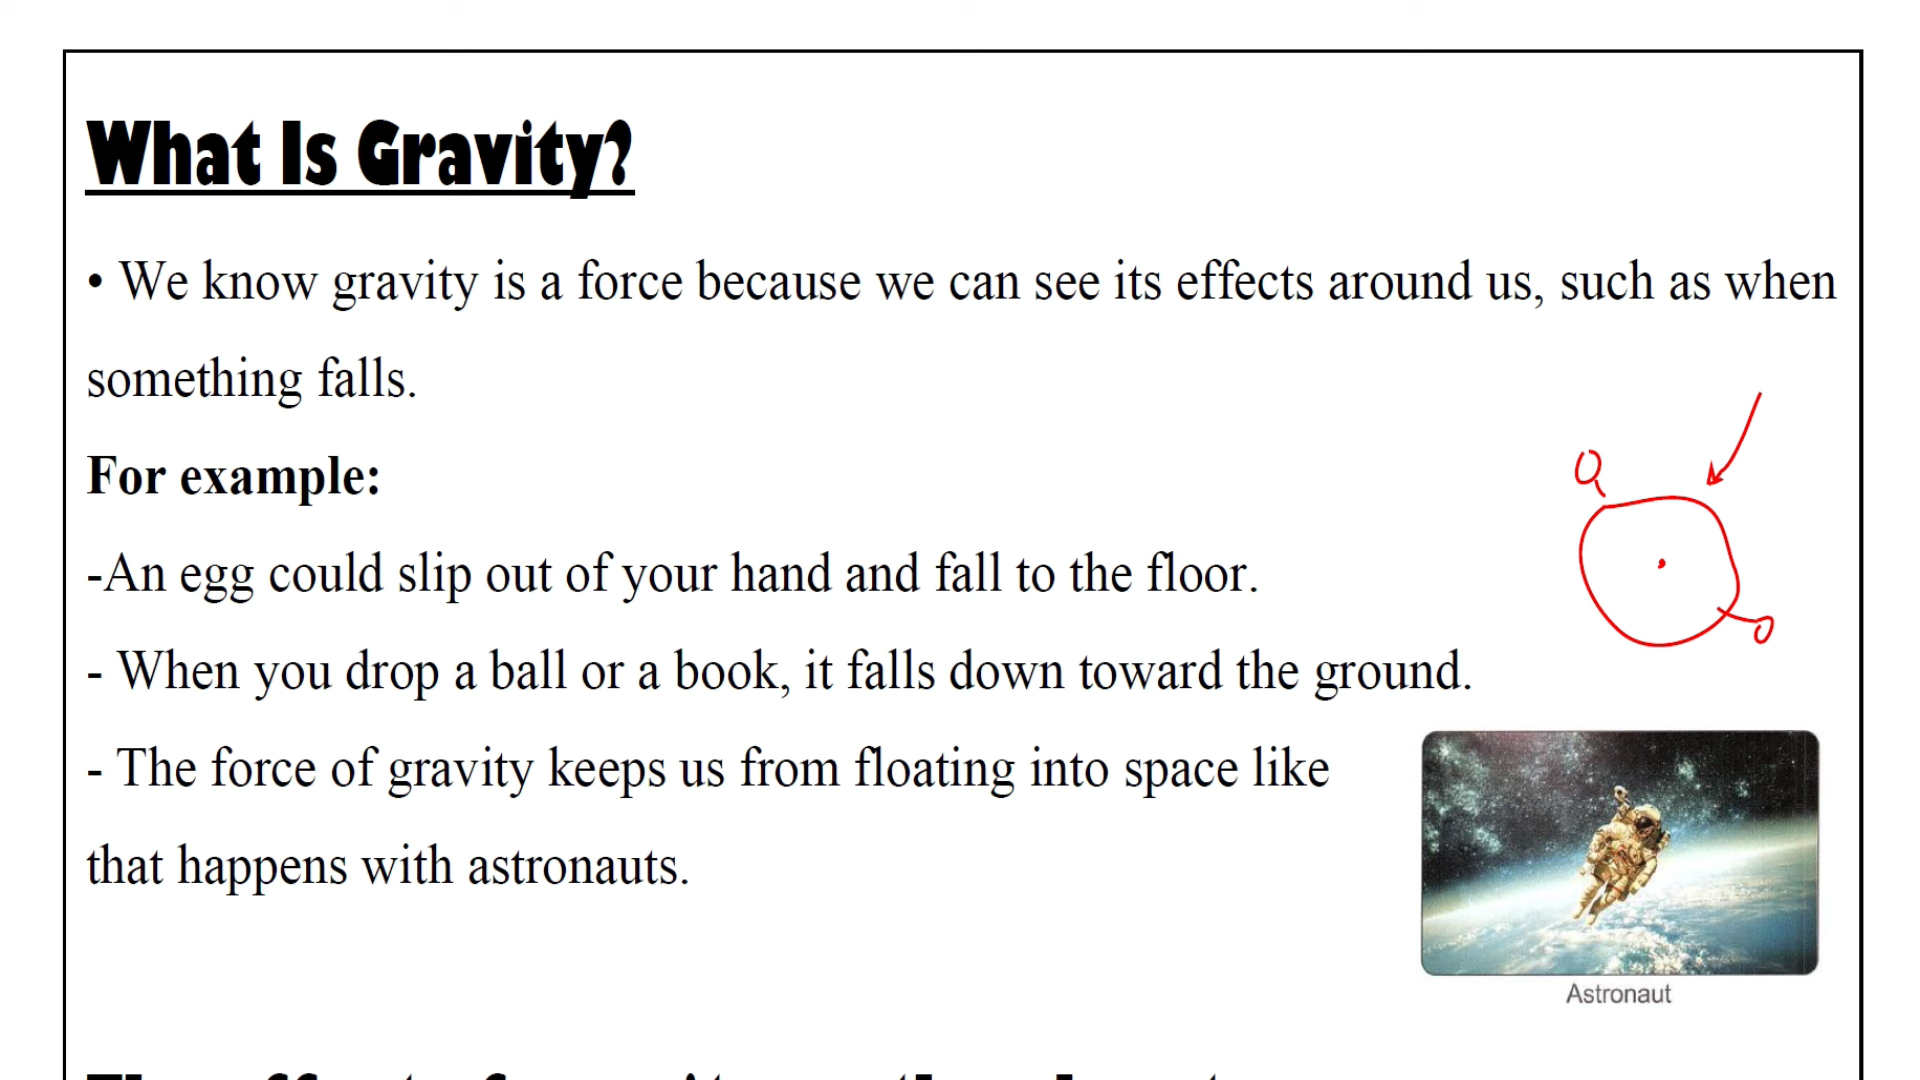 What Is Gravity?
• We know gravity is a force because we can see its effects around us, such as when
something falls.
For example:
-An egg could slip out of your hand and fall to the floor.
- When you drop a ball or a book, it falls down toward the ground.
- The force of gravity keeps us from floating into space like
that happens with astronauts.
Astronaut